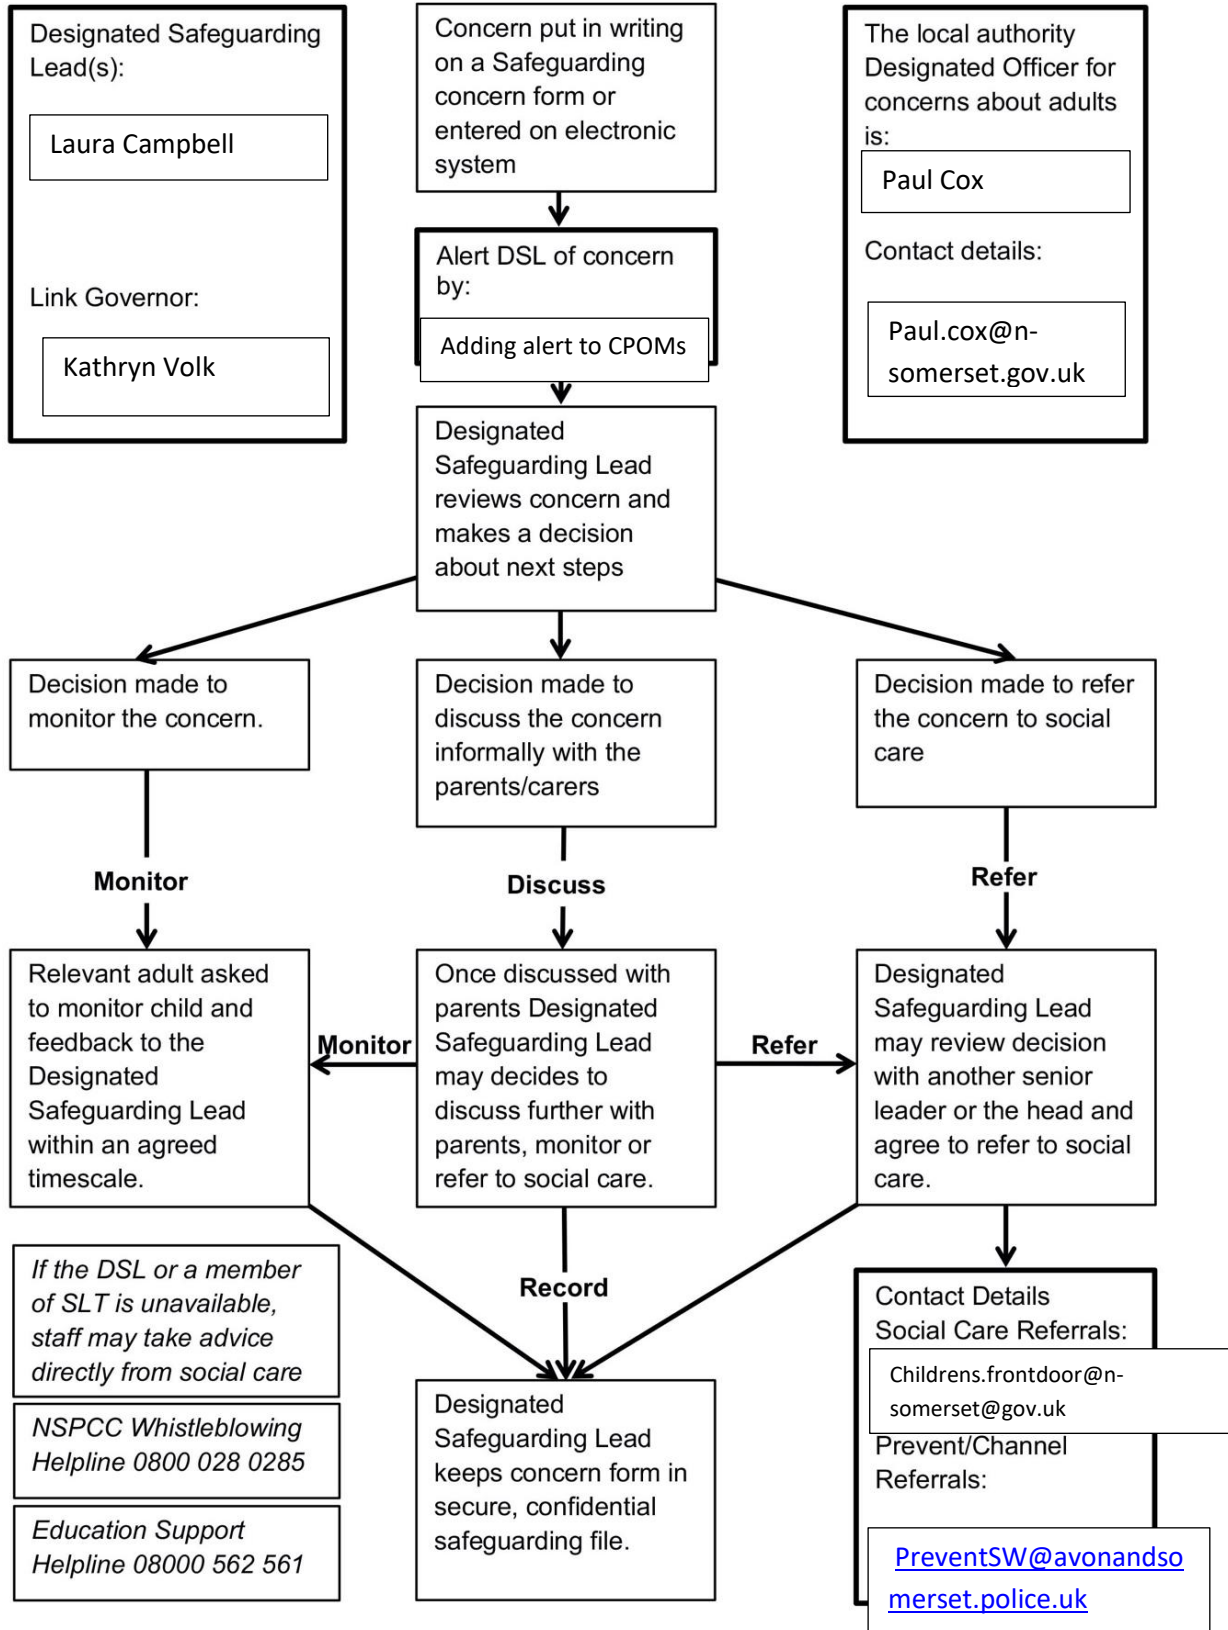 Designated Safeguarding
Lead(s):
Laura Campbell
Link Governor:
Kathryn Volk
Concern put in writing
on a Safeguarding
concern form or
entered on electronic
system
Alert DSL of concern
by:
Adding alert to CPOMs
The local authority
Designated Officer for
concerns about adults
is:
Paul Cox
Contact details:
Paul.cox@n-
somerset.gov.uk
Designated
Safeguarding Lead
reviews concern and
makes a decision
about next steps
Decision made to
monitor the concern.
Decision made to
discuss the concern
informally with the
parents/carers
Decision made to refer
the concern to social
care
Monitor
Discuss
Refer
Relevant adult asked
to monitor child and
feedback to the
Designated
Safeguarding Lead
within an agreed
timescale.
Monitor
Once discussed with
parents Designated
Safeguarding Lead
may decides to
discuss further with
parents, monitor or
refer to social care.
Refer
Designated
Safeguarding Lead
may review decision
with another senior
leader or the head and
agree to refer to social
care.
If the DSL or a member
of SLT is unavailable,
staff may take advice
directly from social care
NSPCC Whistleblowing
Helpline 0800 028 0285
Education Support
Helpline 08000 562 561
Record
Designated
Safeguarding Lead
keeps concern form in
secure, confidential
safeguarding file.
Contact Details
Social Care Referrals:
Childrens.frontdoor@n-
somerset@gov.uk
Prevent/Channel
Referrals:
PreventSW@avonandso
merset.police.uk